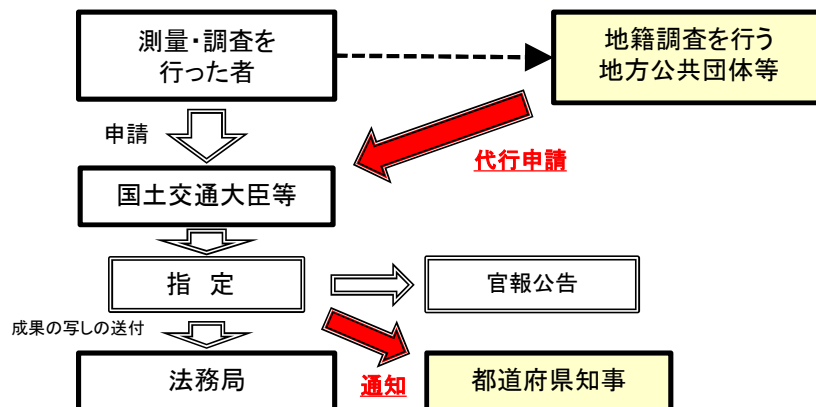 測量・調査を
行った者
地籍調査を行う
地方公共団体等
申請
代行申請
国土交通大臣等
指 定
官報公告
成果の写しの送付
法務局
通知
都道府県知事